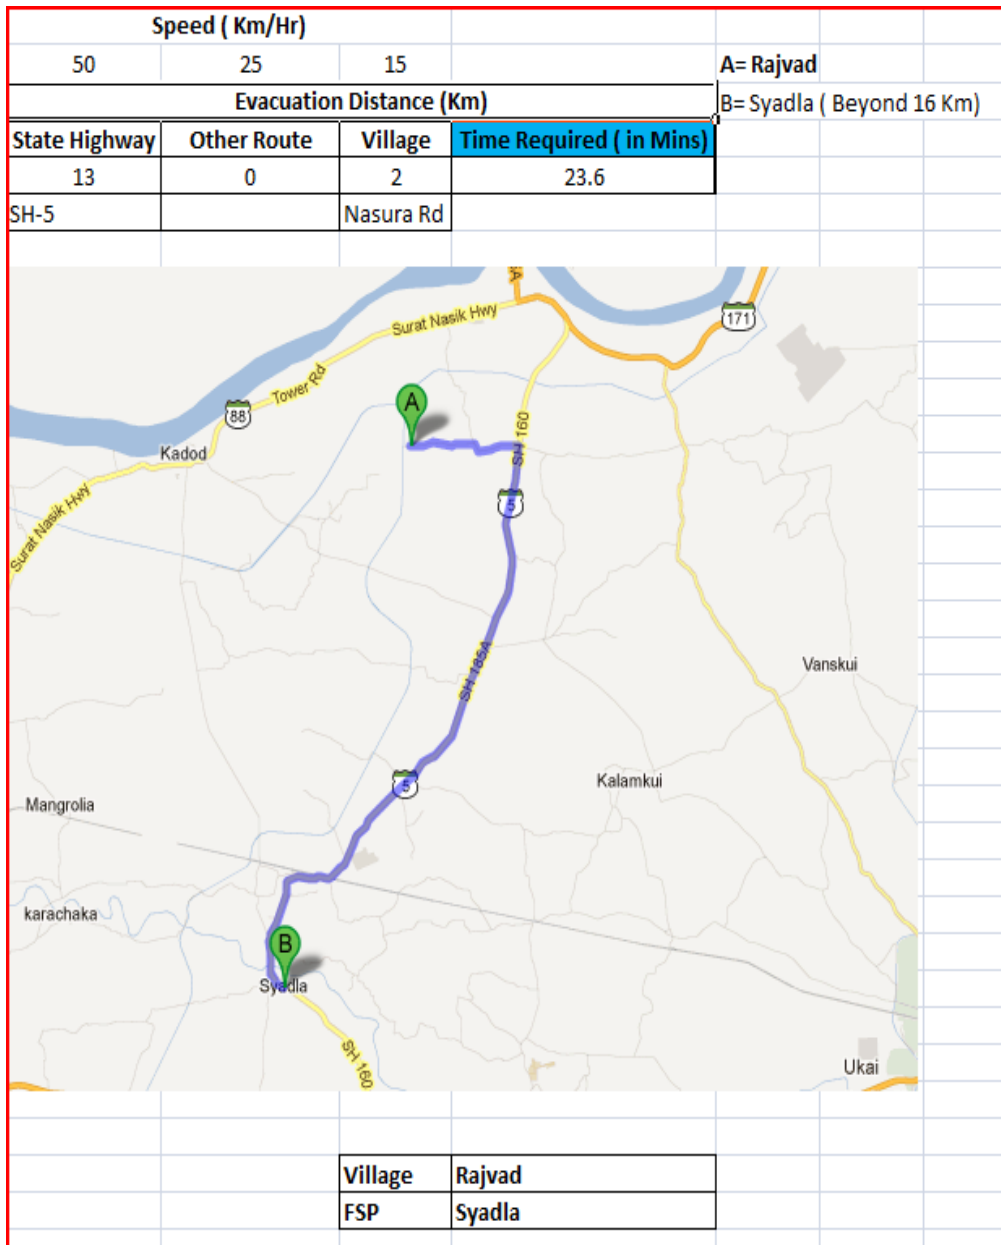 Speed ( Km/Hr)
50 25 15
A= Rajvad
Evacuation Distance (Km)
B= Syadla ( Beyond 16 Km)
State Highway Other Route Village Time Required ( in Mins)
13 0 2 23.6
SH-5 Nasura Rd
171
Surat Nasik Hwy
Tower Rd
88
A
SH 160
Kadod
5
Surat Nasik Hwy
SH 185A
Vanskui
Kalamkui
5
Mangrolia
karachaka
B
Syadla
SH 160
Ukai
Village Rajvad
FSP Syadla